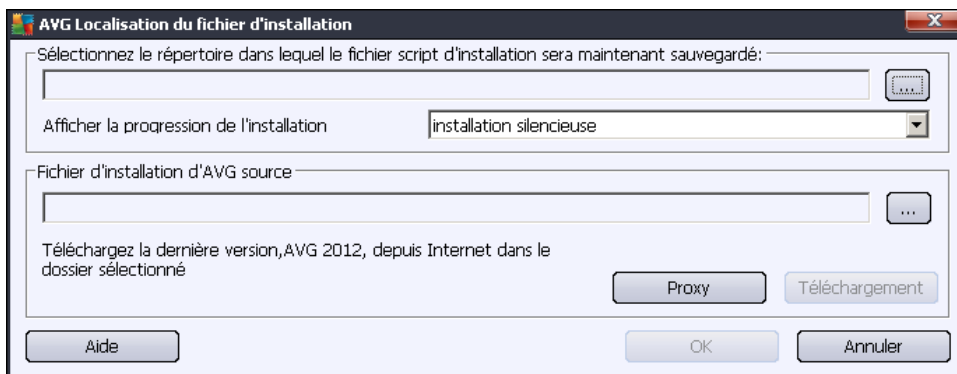 AVG Localisation du fichier d'installation
Sélectionnez le répertoire dans lequel le fichier script d'installation sera maintenant sauvegardé:
...
Afficher la progression de l'installation
installation silencieuse
Fichier d'installation d'AVG source
...
Téléchargez la dernière version,AVG 2012, depuis Internet dans le
dossier sélectionné
Proxy
Téléchargement
Aide
OK
Annuler